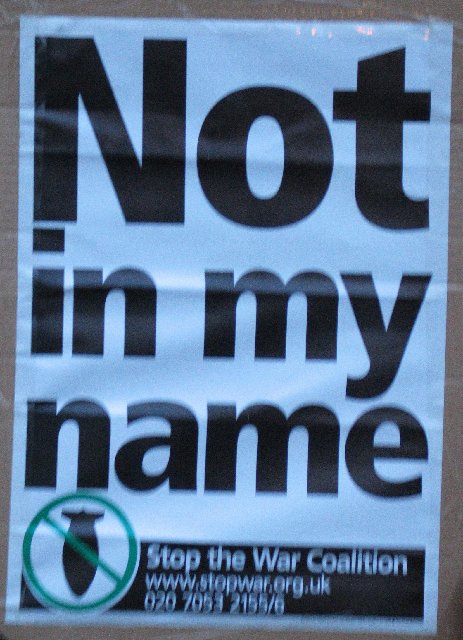 Not
in my
name
Stop the War Coalition
www.stopwar.org.uk
020 7053 2155/6